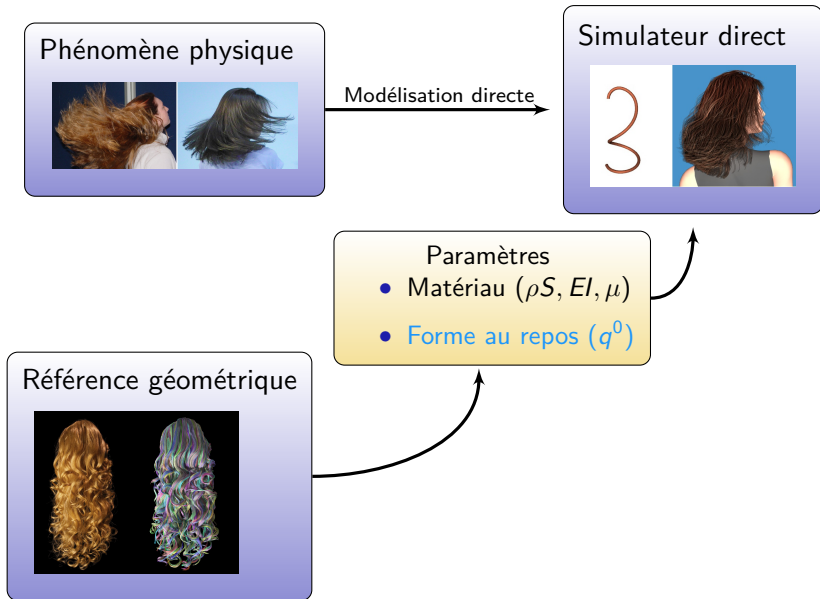 Phénomène physique
Modélisation directe
Simulateur direct
Paramètres
• Matériau (ρS, EI, μ)
• Forme au repos (q⁰)
Référence géométrique